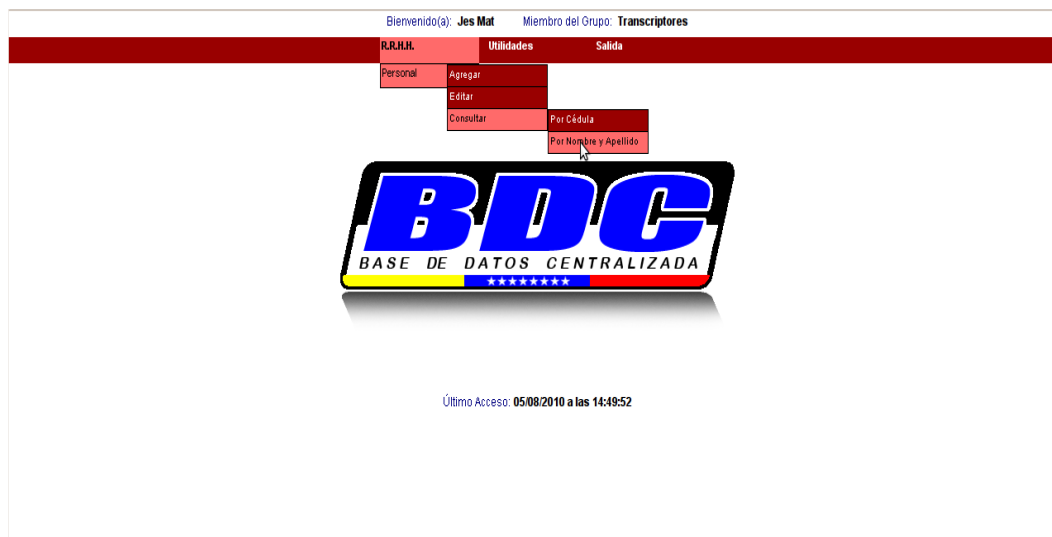 Bienvenido(a): Jes Mat Miembro del Grupo: Transcriptores
R.R.H.H. Utilidades Salida
Personal Agregar
Editar
Consultar Por Cédula
Por Nombre y Apellido
BDC
BASE DE DATOS CENTRALIZADA
Último Acceso: 05/08/2010 a las 14:49:52